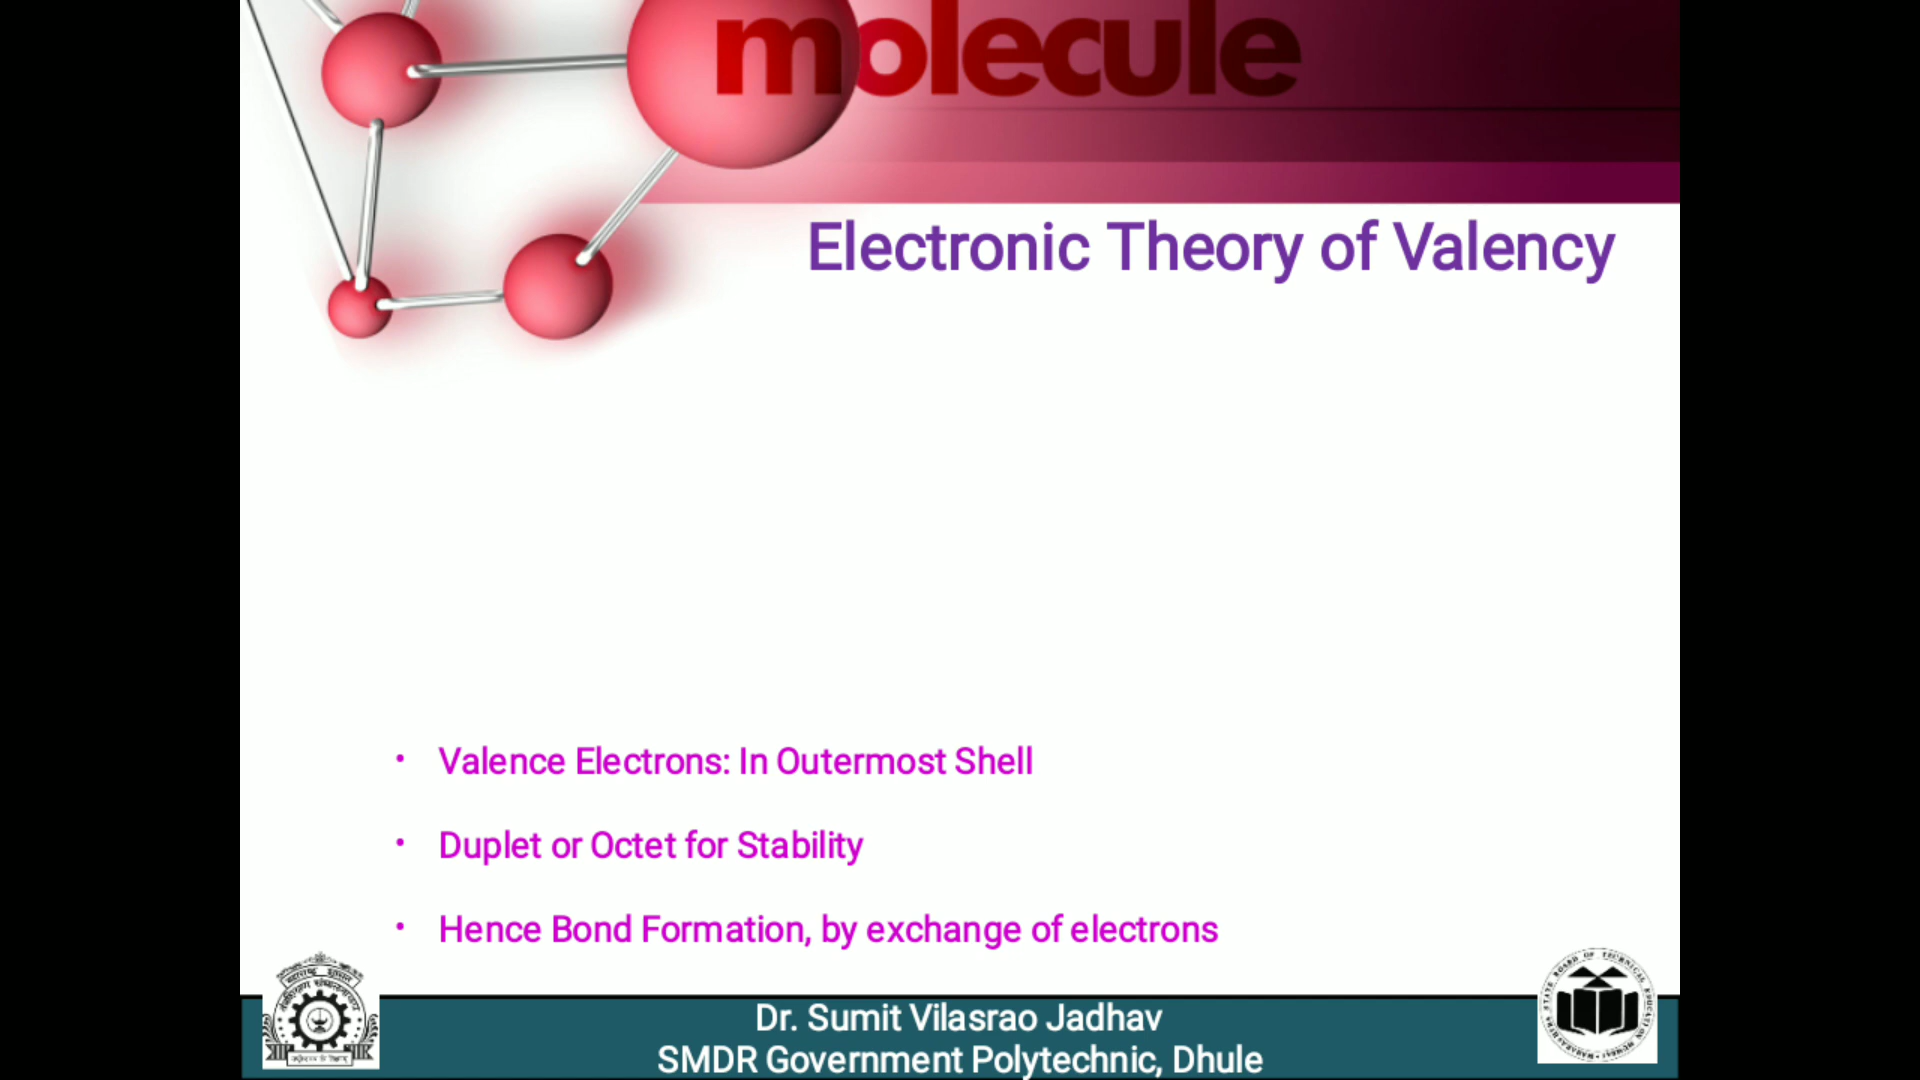 molecule
Electronic Theory of Valency
• Valence Electrons: In Outermost Shell
• Duplet or Octet for Stability
• Hence Bond Formation, by exchange of electrons
Dr. Sumit Vilasrao Jadhav
SMDR Government Polytechnic, Dhule